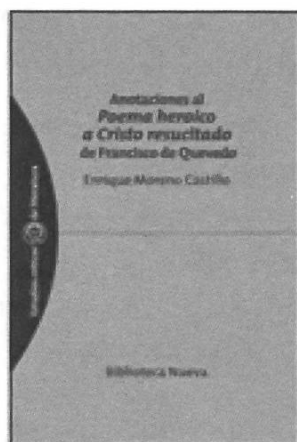 Anotaciones al
Poema heroico
a Cristo resucitado
de Francisco de Quevedo
Enrique Moreno Castillo
Biblioteca Nueva